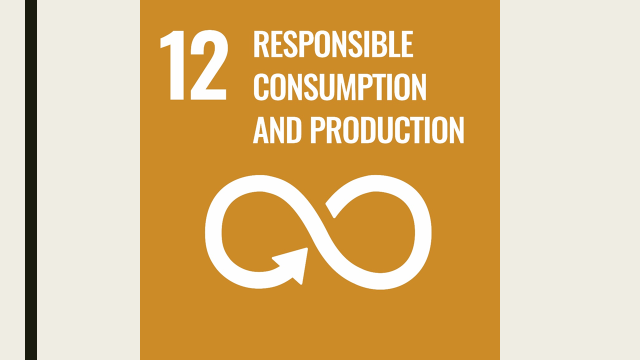 12 RESPONSIBLE
CONSUMPTION
AND PRODUCTION